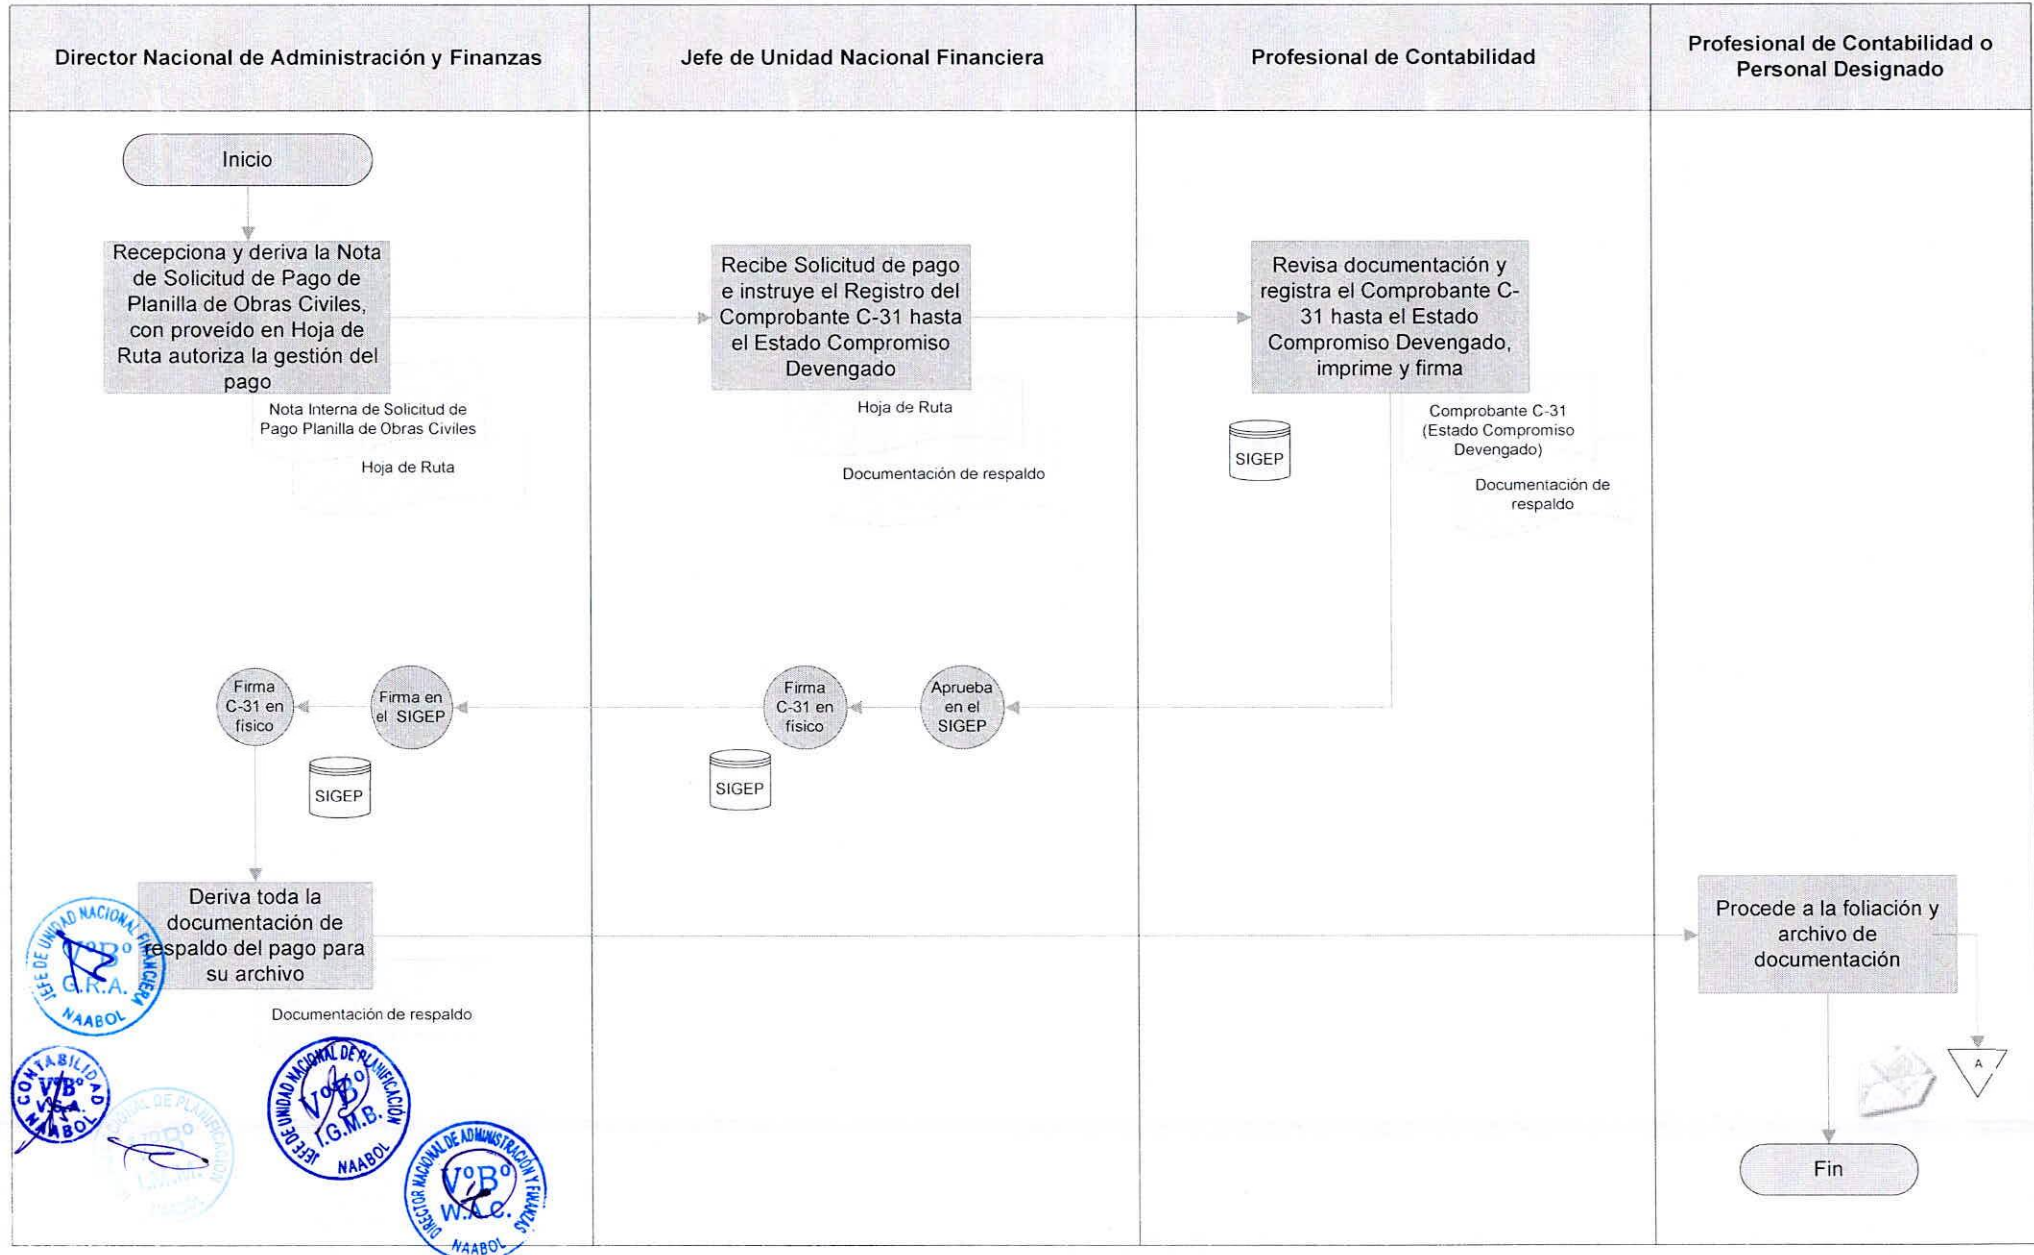 Director Nacional de Administración y Finanzas
Jefe de Unidad Nacional Financiera
Profesional de Contabilidad
Profesional de Contabilidad o
Personal Designado
Inicio
Recepciona y deriva la Nota
de Solicitud de Pago de
Planilla de Obras Civiles,
con proveído en Hoja de
Ruta autoriza la gestión del
pago
Nota Interna de Solicitud de
Pago Planilla de Obras Civiles
Hoja de Ruta
Recibe Solicitud de pago
e instruye el Registro del
Comprobante C-31 hasta
el Estado Compromiso
Devengado
Hoja de Ruta
Documentación de respaldo
Revisa documentación y
registra el Comprobante C-
31 hasta el Estado
Compromiso Devengado,
imprime y firma
SIGEP
Comprobante C-31
(Estado Compromiso
Devengado)
Documentación de
respaldo
Firma
C-31 en
físico
Firma en
el SIGEP
SIGEP
Firma
C-31 en
físico
Aprueba
en el
SIGEP
SIGEP
Deriva toda la
documentación de
respaldo del pago para
su archivo
Documentación de respaldo
Procede a la foliación y
archivo de
documentación
A
Fin
JEFE DE UNIDAD NACIONAL FINANCIERA
VºBº
G.R.A.
NAABOL
CONTABILIDAD
VºBº
V.G.A.
NAABOL
DE PLANIFICACIÓN
VºBº
JEFE DE UNIDAD NACIONAL DE PLANIFICACIÓN
VºBº
I.G.M.B.
NAABOL
DIRECTOR NACIONAL DE ADMINISTRACIÓN Y FINANZAS
VºBº
W.A.C.
NAABOL